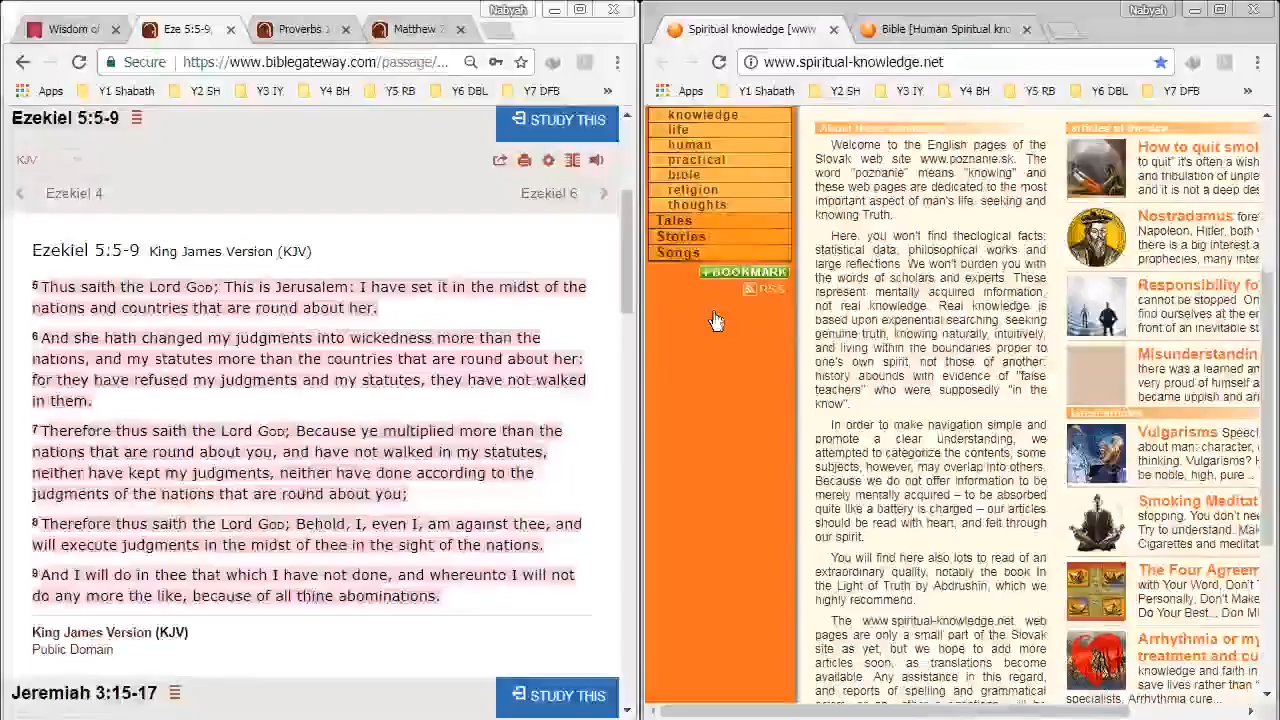 Nabyah
Wisdom of
Eze 5:5-9
Proverbs 1
Matthew 7
Secure
https://www.biblegateway.com/passage/...
Apps
Y1 Shabath
Y2 SH
Y3 IY
Y4 BH
Y5 RB
Y6 DBL
Y7 DFB
»
Ezekiel 5:5-9
STUDY THIS
KJV
Ezekiel 4
Ezekiel 6
Ezekiel 5:5-9 King James Version (KJV)
5 Thus saith the Lord GOD; This is Jerusalem: I have set it in the midst of the
nations and countries that are round about her.
6 And she hath changed my judgments into wickedness more than the
nations, and my statutes more than the countries that are round about her:
for they have refused my judgments and my statutes, they have not walked
in them.
7 Therefore thus saith the Lord GOD; Because ye multiplied more than the
nations that are round about you, and have not walked in my statutes,
neither have kept my judgments, neither have done according to the
judgments of the nations that are round about you;
8 Therefore thus saith the Lord GOD; Behold, I, even I, am against thee, and
will execute judgments in the midst of thee in the sight of the nations.
9 And I will do in thee that which I have not done, and whereunto I will not
do any more the like, because of all thine abominations.
King James Version (KJV)
Public Domain
Jeremiah 3:15-17
STUDY THIS
Nabyah
Spiritual knowledge [www
Bible [Human Spiritual kno
www.spiritual-knowledge.net
Apps
Y1 Shabath
Y2 SH
Y3 IY
Y4 BH
Y5 RB
Y6 DBL
Y7 DFB
»
knowledge
life
human
practical
bible
religion
thoughts
Tales
Stories
Songs
+BOOKMARK
RSS
Welcome to the English pages of the
Slovak web site www.poznanie.sk. The
word "poznanie" means "knowing" and
these web pages are dedicated to the most
important aspect of man's life: seeking and
knowing Truth.
Here, you won't find theological facts,
statistical data, philosophical works and
large reflections. We won't burden you with
the words of scholars and experts. These
represent mentally acquired information,
not real knowledge. Real knowledge is
based upon experiential searching, seeking
genuine truth, knowing naturally, intuitively,
and living within the boundaries proper to
one's own spirit, not those of another:
history abounds with evidence of "false
teachers" who were supposedly "in the
know".
In order to make navigation simple and
promote a clear understanding, we
attempted to categorize the contents, some
subjects, however, may overlap into others.
Because we do not offer information to be
merely mentally acquired – to be absorbed
quite like a battery is charged – our articles
should be read with heart, and felt through
our spirit.
You will find here also lots to read of an
extraordinary quality, notably the book In
the Light of Truth by Abdrushin, which we
highly recommend.
The www.spiritual-knowledge.net web
pages are only a small part of the Slovak
site as yet, but we hope to add more
articles soon, as translations become
available. Any assistance in this regard,
and reports of spelling and grammatical
How to quit smol
to quit" it's often a wish
and tribulation of unple
and it is not a deep des
Nostradamus fore
Napoleon, Hitler, both w
there is a big interest a
prophecies, many inter
Responsibility fo
cannot be stopped. On
find ourselves at the er
front of an inevitable st
Misunderstandin
there was a learned an
very proud of himself a
became uppish and arr
Vulgarisms Speecl
about man: character,
thinking. Vulgarisms? H
be noble, high, pure ..
Smoking Meditat
stopping. You don't nee
Try to understand. Mak
Cigarettes and meditat
The Four Agreem
with Your Word, Don't T
Personally, Don't Make
Do Your Best... Don Mi
Arrhythmia or my
treatment and cu
knowledge and faith in
save lives rather than "
specialists, Arrhythmia cure...